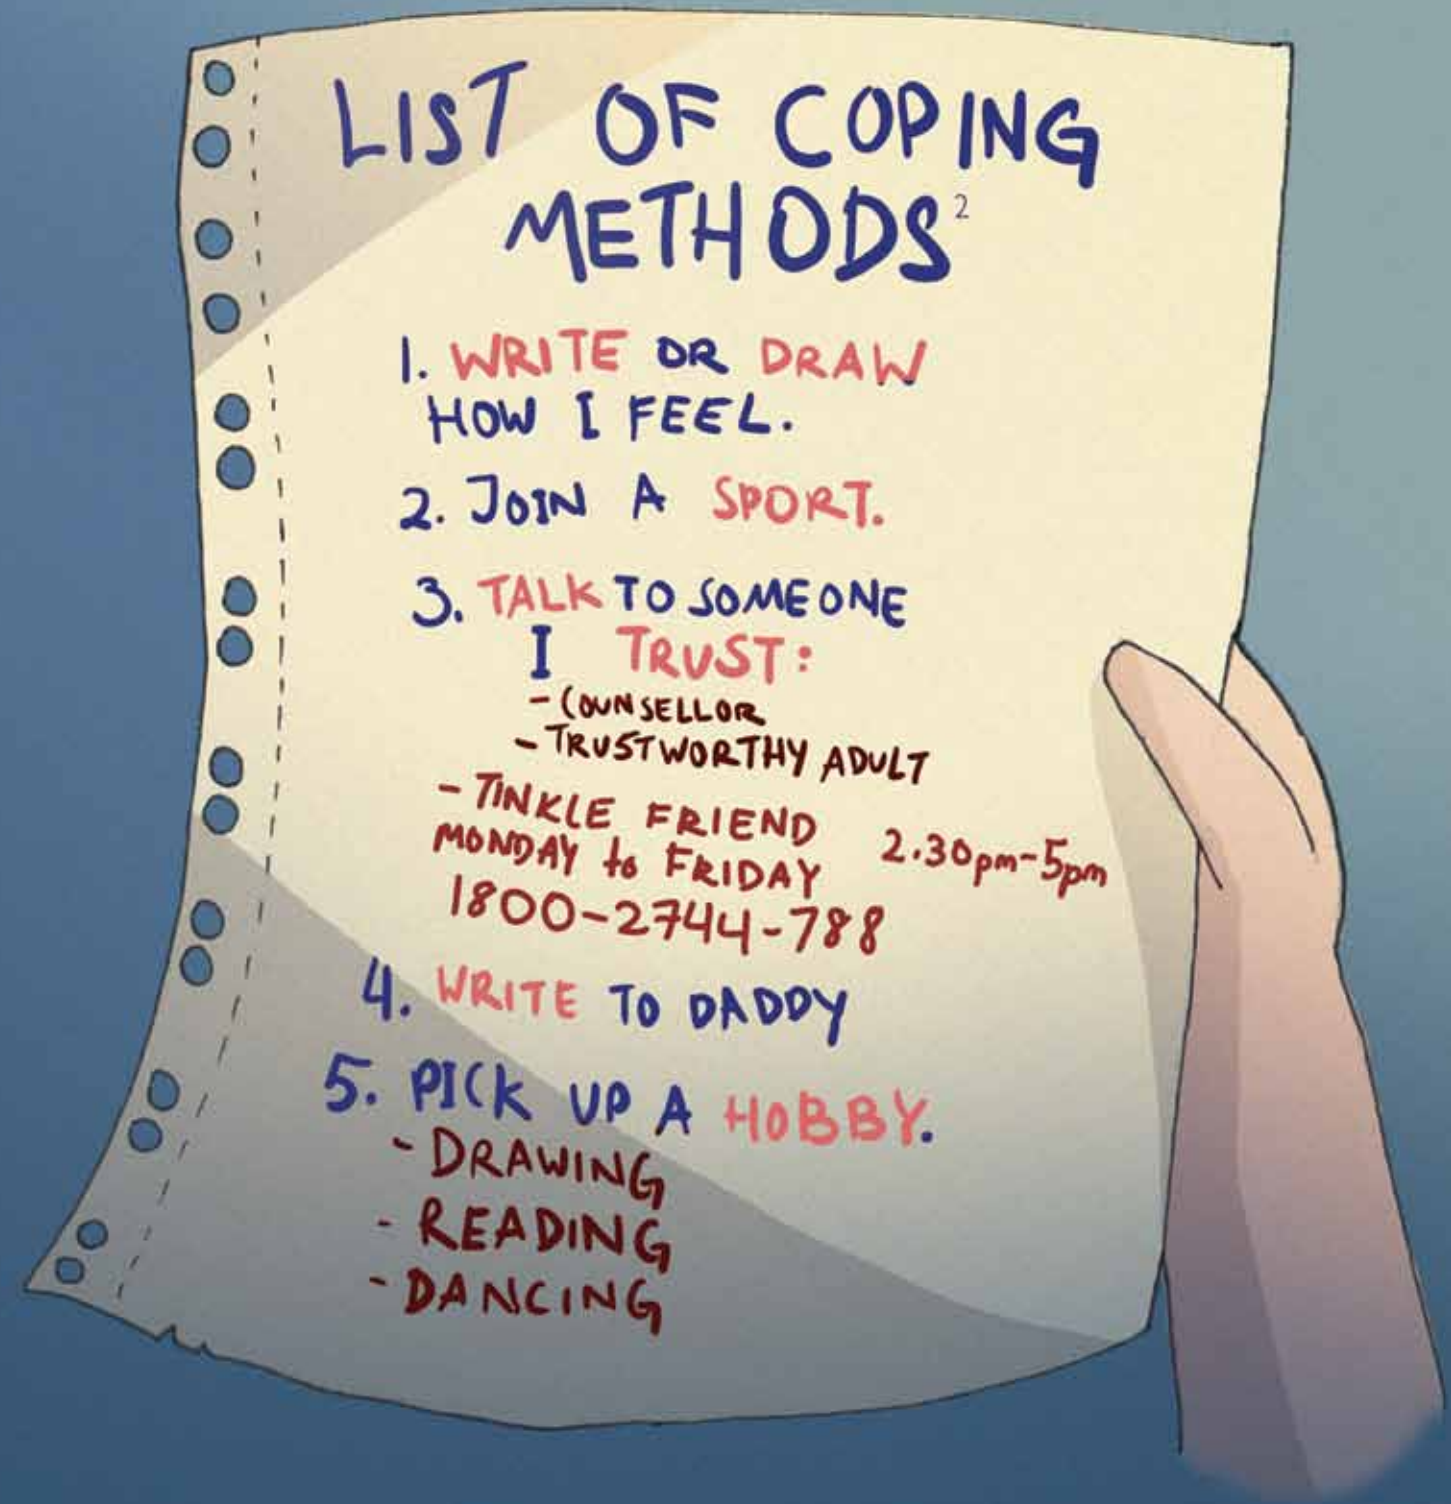 LIST OF COPING
METHODS²
1. WRITE OR DRAW
HOW I FEEL.
2. JOIN A SPORT.
3. TALK TO SOMEONE
I TRUST:
- COUNSELLOR
- TRUSTWORTHY ADULT
- TINKLE FRIEND
MONDAY to FRIDAY 2.30pm-5pm
1800-2744-788
4. WRITE TO DADDY
5. PICK UP A HOBBY.
- DRAWING
- READING
- DANCING